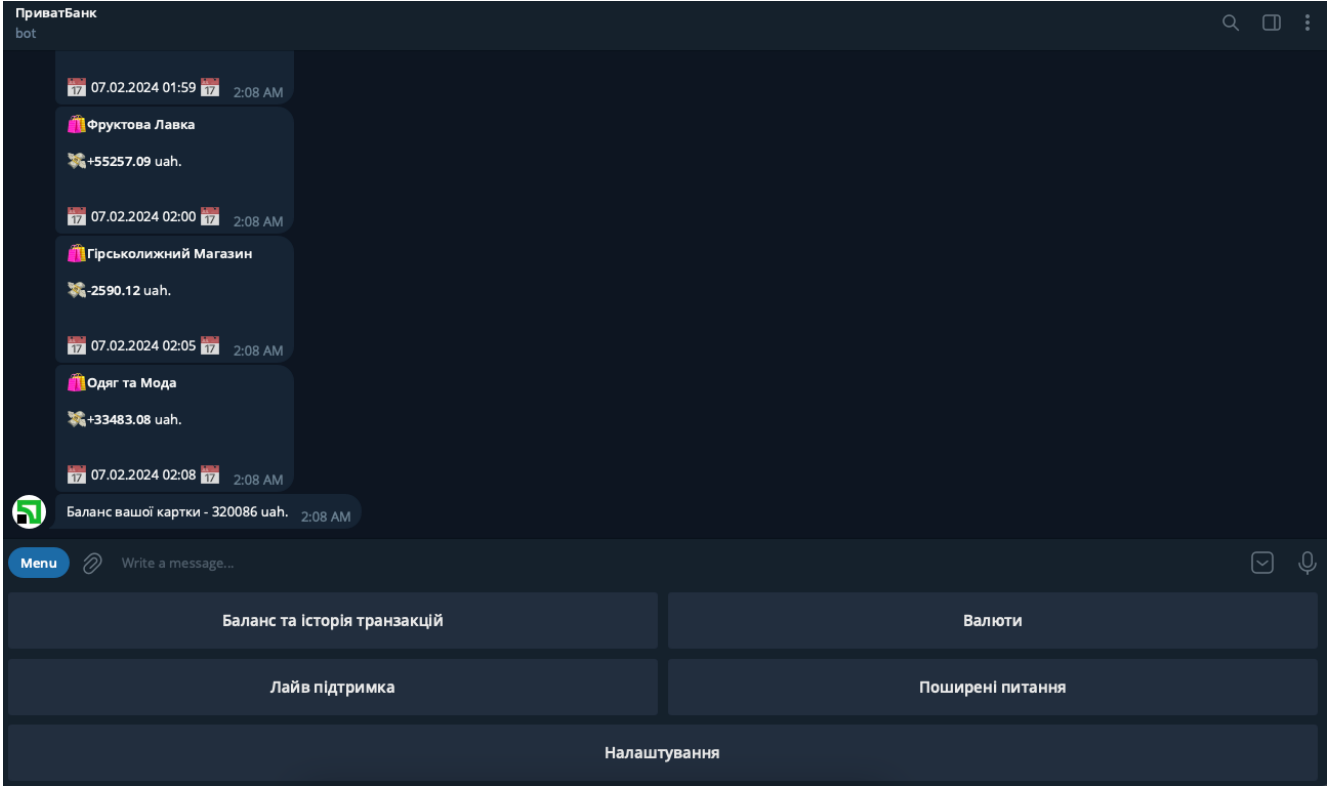 ПриватБанк
bot
07.02.2024 01:59 2:08 AM
Фруктова Лавка
+55257.09 uah.
07.02.2024 02:00 2:08 AM
Гірськолижний Магазин
-2590.12 uah.
07.02.2024 02:05 2:08 AM
Одяг та Мода
+33483.08 uah.
07.02.2024 02:08 2:08 AM
Баланс вашої картки - 320086 uah. 2:08 AM
Menu Write a message...
Баланс та історія транзакцій Валюти
Лайв підтримка Поширені питання
Налаштування